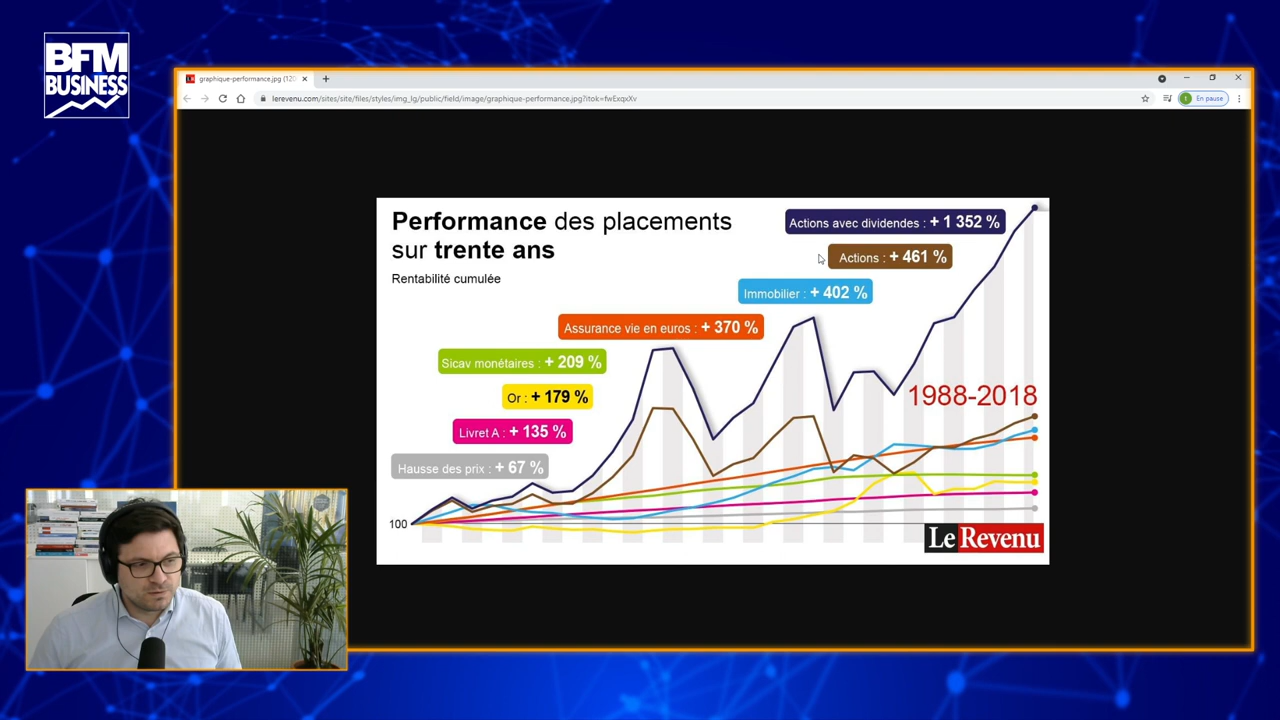 BFM
BUSINESS
graphique-performance.jpg (120
lerevenu.com/sites/site/files/styles/img_lg/public/field/image/graphique-performance.jpg?itok=fwExqxXv
En pause
Performance des placements
sur trente ans
Rentabilité cumulée
Actions avec dividendes : + 1 352 %
Actions : + 461 %
Immobilier : + 402 %
Assurance vie en euros : + 370 %
Sicav monétaires : + 209 %
Or : + 179 %
Livret A : + 135 %
Hausse des prix : + 67 %
1988-2018
100
Le Revenu